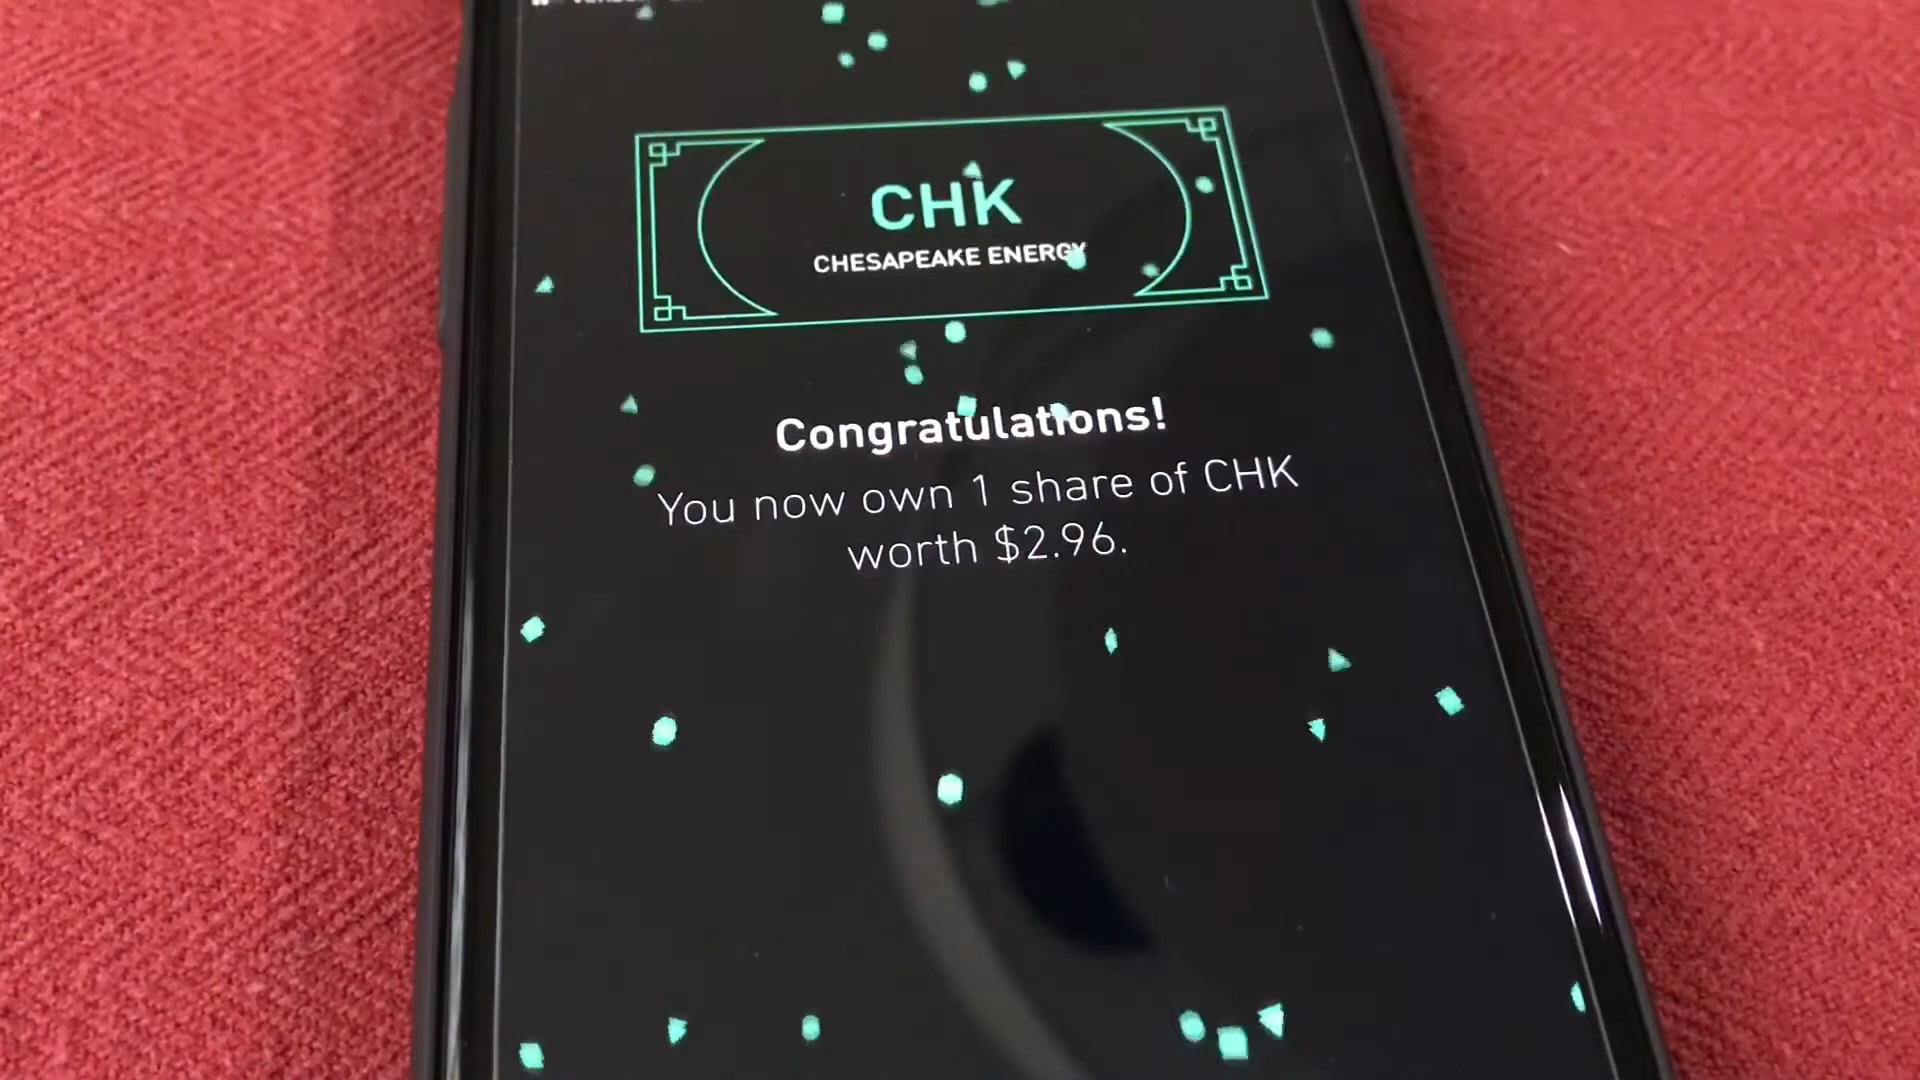 CHK
CHESAPEAKE ENERGY
Congratulations!
You now own 1 share of CHK
worth $2.96.